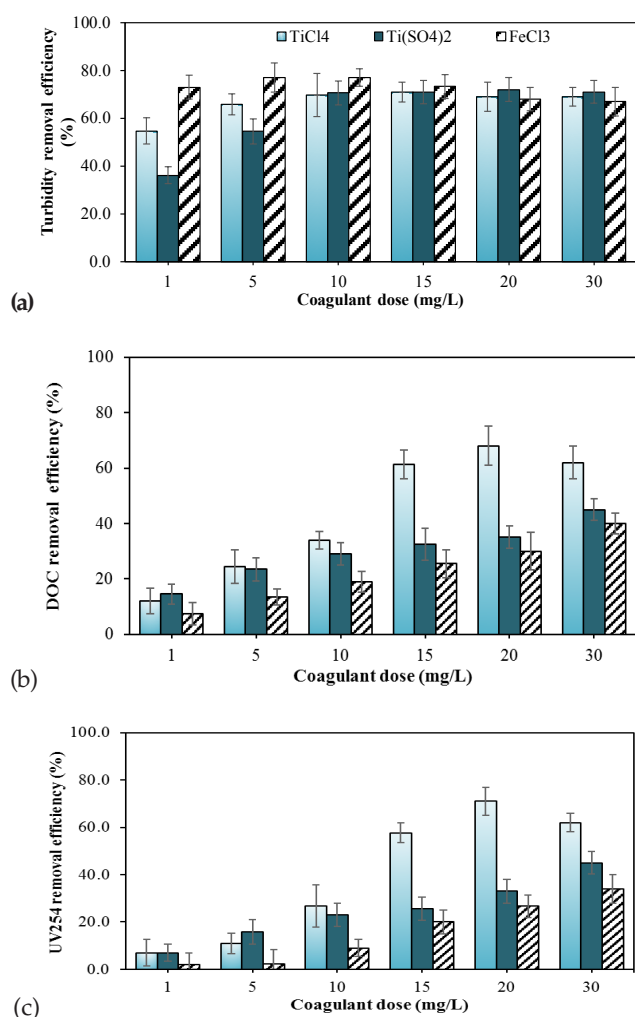 TiCl4 Ti(SO4)2 FeCl3
Turbidity removal efficiency
(%)
100.0
80.0
60.0
40.0
20.0
0.0
1 5 10 15 20 30
Coagulant dose (mg/L)
(a)
DOC removal efficiency (%)
100
80
60
40
20
0
1 5 10 15 20 30
Coagulant dose (mg/L)
(b)
UV254 removal efficiency (%)
100.0
80.0
60.0
40.0
20.0
0.0
1 5 10 15 20 30
Coagulant dose (mg/L)
(c)